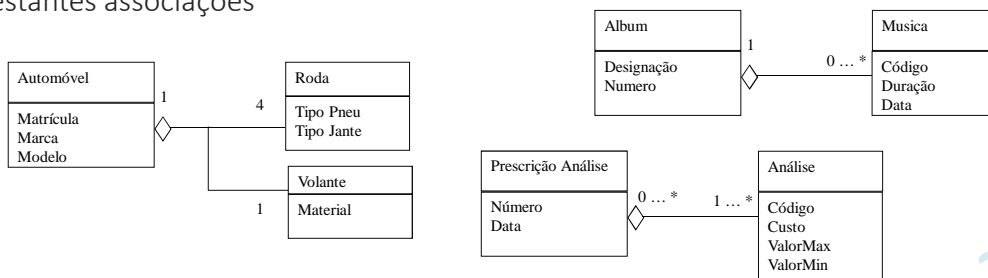 estantes associações
Automóvel
Matrícula
Marca
Modelo
1
4
Roda
Tipo Pneu
Tipo Jante
Volante
Material
1
Album
Designação
Numero
1
0 … *
Musica
Código
Duração
Data
Prescrição Análise
Número
Data
0 … *
1 … *
Análise
Código
Custo
ValorMax
ValorMin